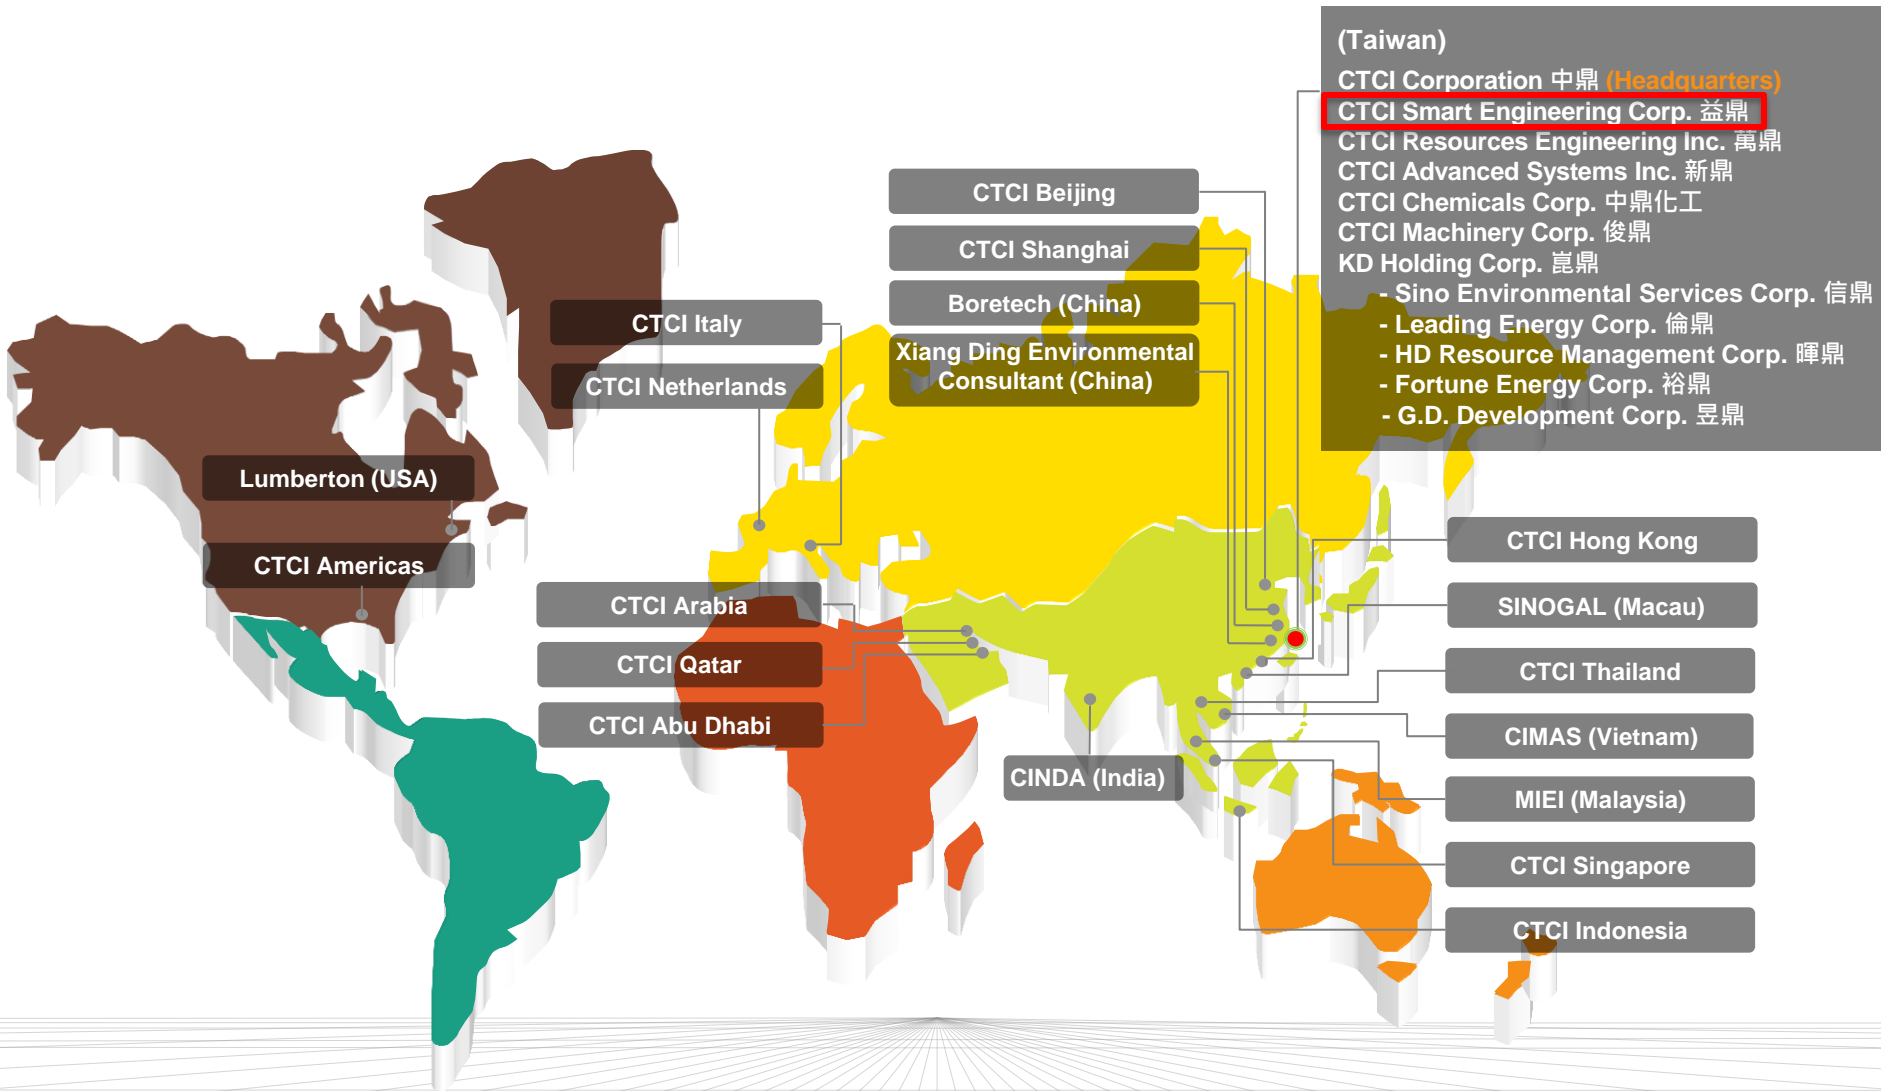 (Taiwan)
CTCI Corporation 中鼎 (Headquarters)
CTCI Smart Engineering Corp. 益鼎
CTCI Resources Engineering Inc. 萬鼎
CTCI Advanced Systems Inc. 新鼎
CTCI Chemicals Corp. 中鼎化工
CTCI Machinery Corp. 俊鼎
KD Holding Corp. 崑鼎
- Sino Environmental Services Corp. 信鼎
- Leading Energy Corp. 倫鼎
- HD Resource Management Corp. 暉鼎
- Fortune Energy Corp. 裕鼎
- G.D. Development Corp. 昱鼎
CTCI Beijing
CTCI Shanghai
Boretech (China)
Xiang Ding Environmental
Consultant (China)
CTCI Italy
CTCI Netherlands
Lumberton (USA)
CTCI Americas
CTCI Arabia
CTCI Qatar
CTCI Abu Dhabi
CINDA (India)
CTCI Hong Kong
SINOGAL (Macau)
CTCI Thailand
CIMAS (Vietnam)
MIEI (Malaysia)
CTCI Singapore
CTCI Indonesia